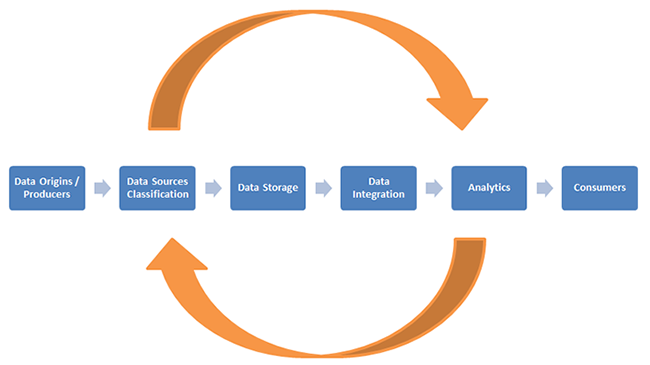 Data Origins /
Producers
Data Sources
Classification
Data Storage
Data
Integration
Analytics
Consumers